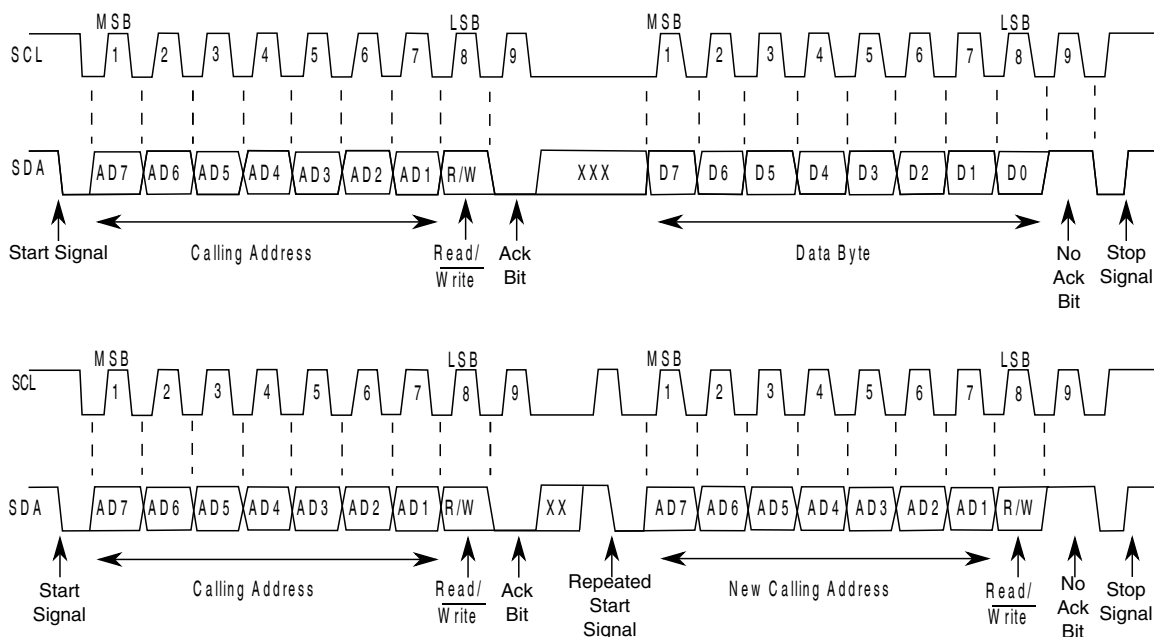 MSB LSB MSB LSB
SCL 1 2 3 4 5 6 7 8 9 1 2 3 4 5 6 7 8 9
SDA AD7 AD6 AD5 AD4 AD3 AD2 AD1 R/W XXX D7 D6 D5 D4 D3 D2 D1 D0
Start Signal Calling Address Read/ Ack Data Byte No Stop
Write Bit Ack Signal
Bit
MSB LSB MSB LSB
SCL 1 2 3 4 5 6 7 8 9 1 2 3 4 5 6 7 8 9
SDA AD7 AD6 AD5 AD4 AD3 AD2 AD1 R/W XX AD7 AD6 AD5 AD4 AD3 AD2 AD1 R/W
Start Calling Address Read/ Ack Repeated New Calling Address Read/ No Stop
Signal Write Bit Start Write Ack Signal
Signal Bit